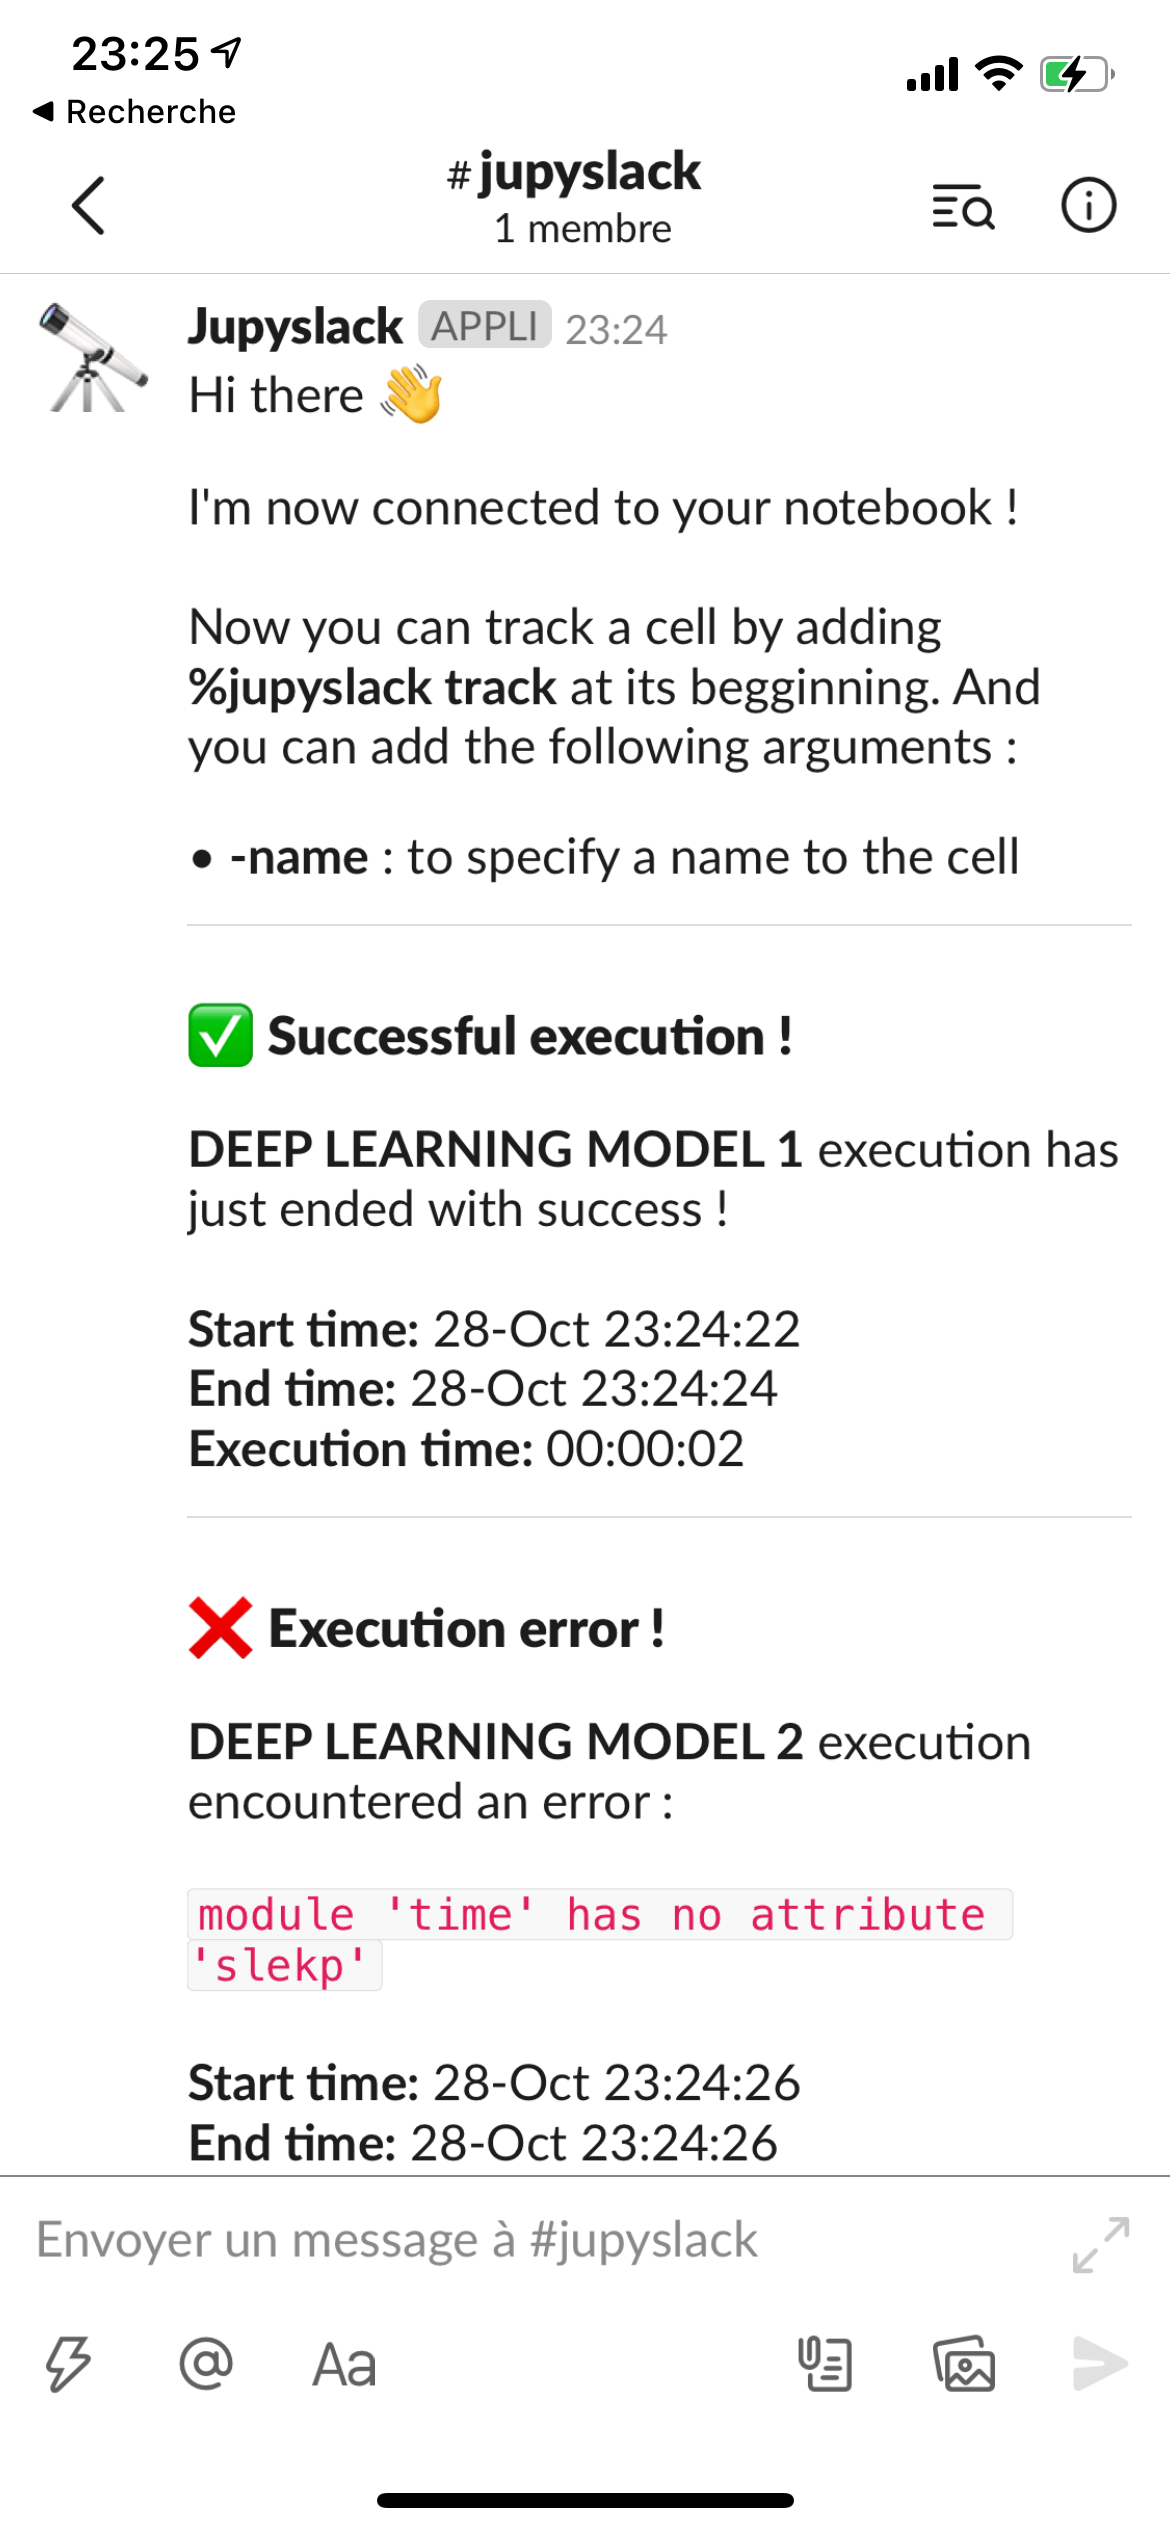 23:25
◀ Recherche
# jupyslack
1 membre
Jupyslack APPLI 23:24
Hi there 👋
I'm now connected to your notebook !
Now you can track a cell by adding
%jupyslack track at its begginning. And
you can add the following arguments :
• -name : to specify a name to the cell
✅ Successful execution !
DEEP LEARNING MODEL 1 execution has
just ended with success !
Start time: 28-Oct 23:24:22
End time: 28-Oct 23:24:24
Execution time: 00:00:02
❌ Execution error !
DEEP LEARNING MODEL 2 execution
encountered an error :
module 'time' has no attribute
'slekp'
Start time: 28-Oct 23:24:26
End time: 28-Oct 23:24:26
Envoyer un message à #jupyslack
@ Aa